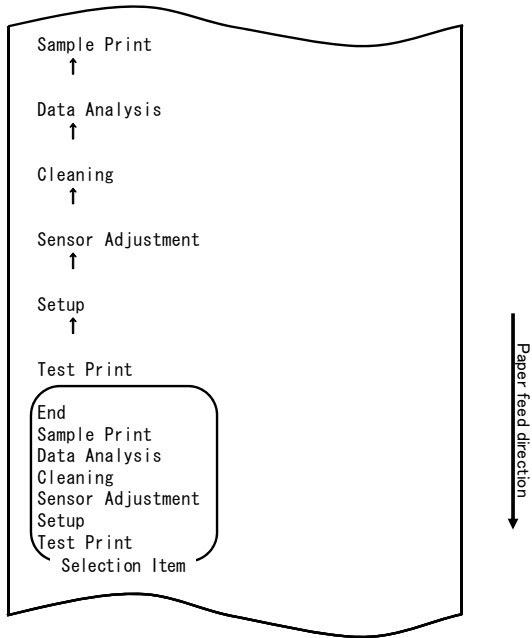 Sample Print
↑
Data Analysis
↑
Cleaning
↑
Sensor Adjustment
↑
Setup
↑
Test Print
End
Sample Print
Data Analysis
Cleaning
Sensor Adjustment
Setup
Test Print
Selection Item
Paper feed direction